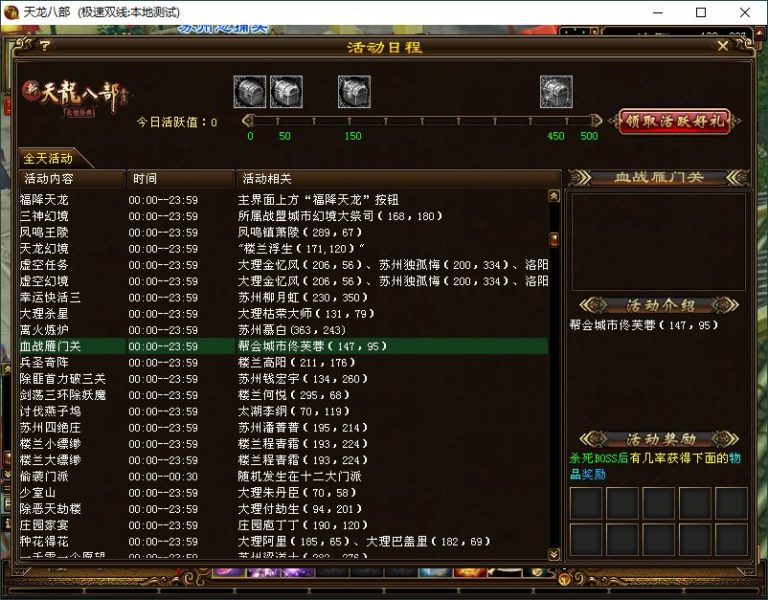 天龙八部 (极速双线:本地测试)
?
活动日程
新天龍八部
今日活跃值：0
0 50 150 450 500
领取活跃好礼
全天活动
活动内容 时间 活动相关
福降天龙 00:00--23:59 主界面上方“福降天龙”按钮
三神幻境 00:00--23:59 所属战盟城市幻境大祭司（168,180）
凤鸣王陵 00:00--23:59 凤鸣镇萧陵（289,67）
天龙幻境 00:00--23:59 "楼兰浮生（171,120）"
虚空任务 00:00--23:59 大理金忆风（206,56）、苏州独孤悔（200,334）、洛阳
虚空幻境 00:00--23:59 大理金忆风（206,56）、苏州独孤悔（200,334）、洛阳
幸运快活三 00:00--23:59 苏州柳月虹（230,350）
大理杀星 00:00--23:59 大理枯荣大师（131,79）
离火炼炉 00:00--23:59 苏州慕白(363,243)
血战雁门关 00:00--23:59 帮会城市佟芙蓉（147,95）
兵圣奇阵 00:00--23:59 楼兰高阳（211,176）
除匪首力破三关 00:00--23:59 苏州钱宏宇（134,260）
剑荡三环除妖魔 00:00--23:59 楼兰何悦（295,68）
讨伐燕子坞 00:00--23:59 太湖李纲（70,119）
苏州四绝庄 00:00--23:59 苏州潘菁（195,214）
楼兰小缥缈 00:00--23:59 楼兰程青霜（193,224）
楼兰大缥缈 00:00--23:59 楼兰程青霜（193,224）
偷袭门派 00:00--00:30 随机发生在十二大门派
少室山 00:00--23:59 大理朱丹臣（70,58）
除恶天劫楼 00:00--23:59 大理付劫生（94,201）
庄园家宴 00:00--23:59 庄园庖丁丁（190,120）
种花得花 00:00--23:59 大理阿里（185,65）、大理巴盖里（182,69）
一千零一个愿望 00:00--23:59
血战雁门关
活动介绍
帮会城市佟芙蓉（147,95）
活动奖励
杀死BOSS后有几率获得下面的物
品奖励